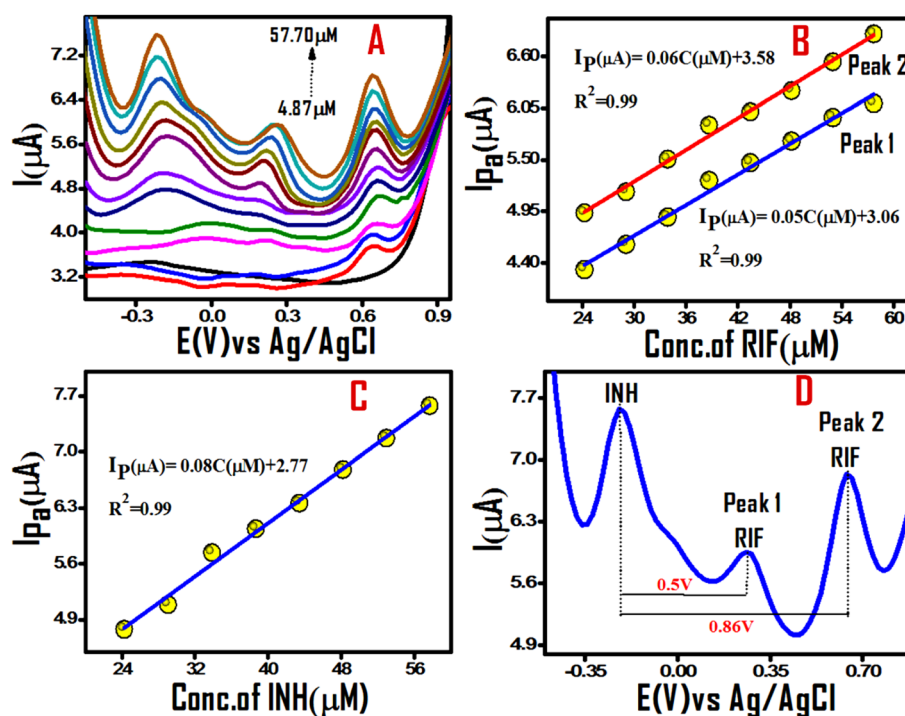 A
57.70µM
4.87µM
I(µA)
7.2
6.4
5.6
4.8
4.0
3.2
-0.3 0.0 0.3 0.6 0.9
E(V)vs Ag/AgCl
B
IP(µA)= 0.06C(µM)+3.58
R²=0.99
Peak 2
Peak 1
IP(µA)= 0.05C(µM)+3.06
R²=0.99
Ipa(µA)
6.60
6.05
5.50
4.95
4.40
24 30 36 42 48 54 60
Conc.of RIF(µM)
C
IP(µA)= 0.08C(µM)+2.77
R²=0.99
Ipa(µA)
7.7
7.0
6.3
5.6
4.9
24 32 40 48 56
Conc.of INH(µM)
D
INH
Peak 2
RIF
Peak 1
RIF
0.5V
0.86V
I(µA)
7.7
7.0
6.3
5.6
4.9
-0.35 0.00 0.35 0.70
E(V)vs Ag/AgCl